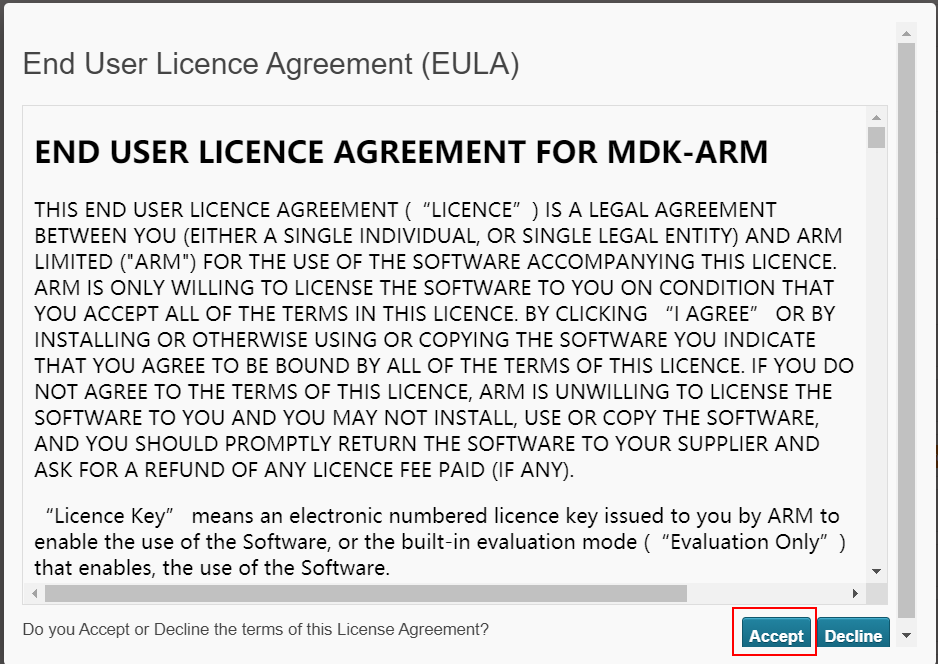 End User Licence Agreement (EULA)
END USER LICENCE AGREEMENT FOR MDK-ARM
THIS END USER LICENCE AGREEMENT ( “LICENCE” ) IS A LEGAL AGREEMENT
BETWEEN YOU (EITHER A SINGLE INDIVIDUAL, OR SINGLE LEGAL ENTITY) AND ARM
LIMITED ("ARM") FOR THE USE OF THE SOFTWARE ACCOMPANYING THIS LICENCE.
ARM IS ONLY WILLING TO LICENSE THE SOFTWARE TO YOU ON CONDITION THAT
YOU ACCEPT ALL OF THE TERMS IN THIS LICENCE. BY CLICKING “I AGREE” OR BY
INSTALLING OR OTHERWISE USING OR COPYING THE SOFTWARE YOU INDICATE
THAT YOU AGREE TO BE BOUND BY ALL OF THE TERMS OF THIS LICENCE. IF YOU DO
NOT AGREE TO THE TERMS OF THIS LICENCE, ARM IS UNWILLING TO LICENSE THE
SOFTWARE TO YOU AND YOU MAY NOT INSTALL, USE OR COPY THE SOFTWARE,
AND YOU SHOULD PROMPTLY RETURN THE SOFTWARE TO YOUR SUPPLIER AND
ASK FOR A REFUND OF ANY LICENCE FEE PAID (IF ANY).
“Licence Key” means an electronic numbered licence key issued to you by ARM to
enable the use of the Software, or the built-in evaluation mode ( “Evaluation Only” )
that enables, the use of the Software.
Do you Accept or Decline the terms of this License Agreement?
Accept Decline